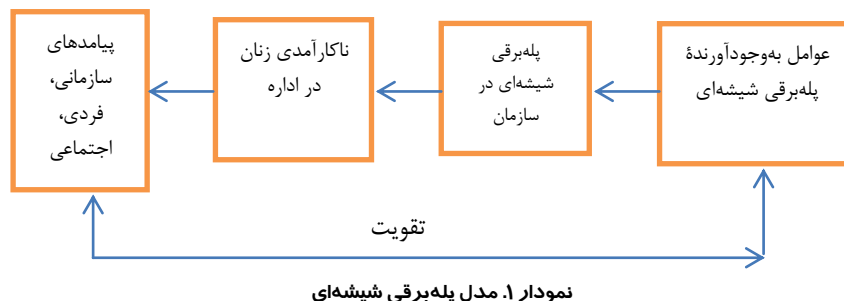 عوامل به‌وجودآورندۀ
پله‌برقی شیشه‌ای
پله‌برقی
شیشه‌ای در
سازمان
ناکارآمدی زنان
در اداره
پیامدهای
سازمانی،
فردی،
اجتماعی
تقویت
نمودار ۱. مدل پله‌برقی شیشه‌ای